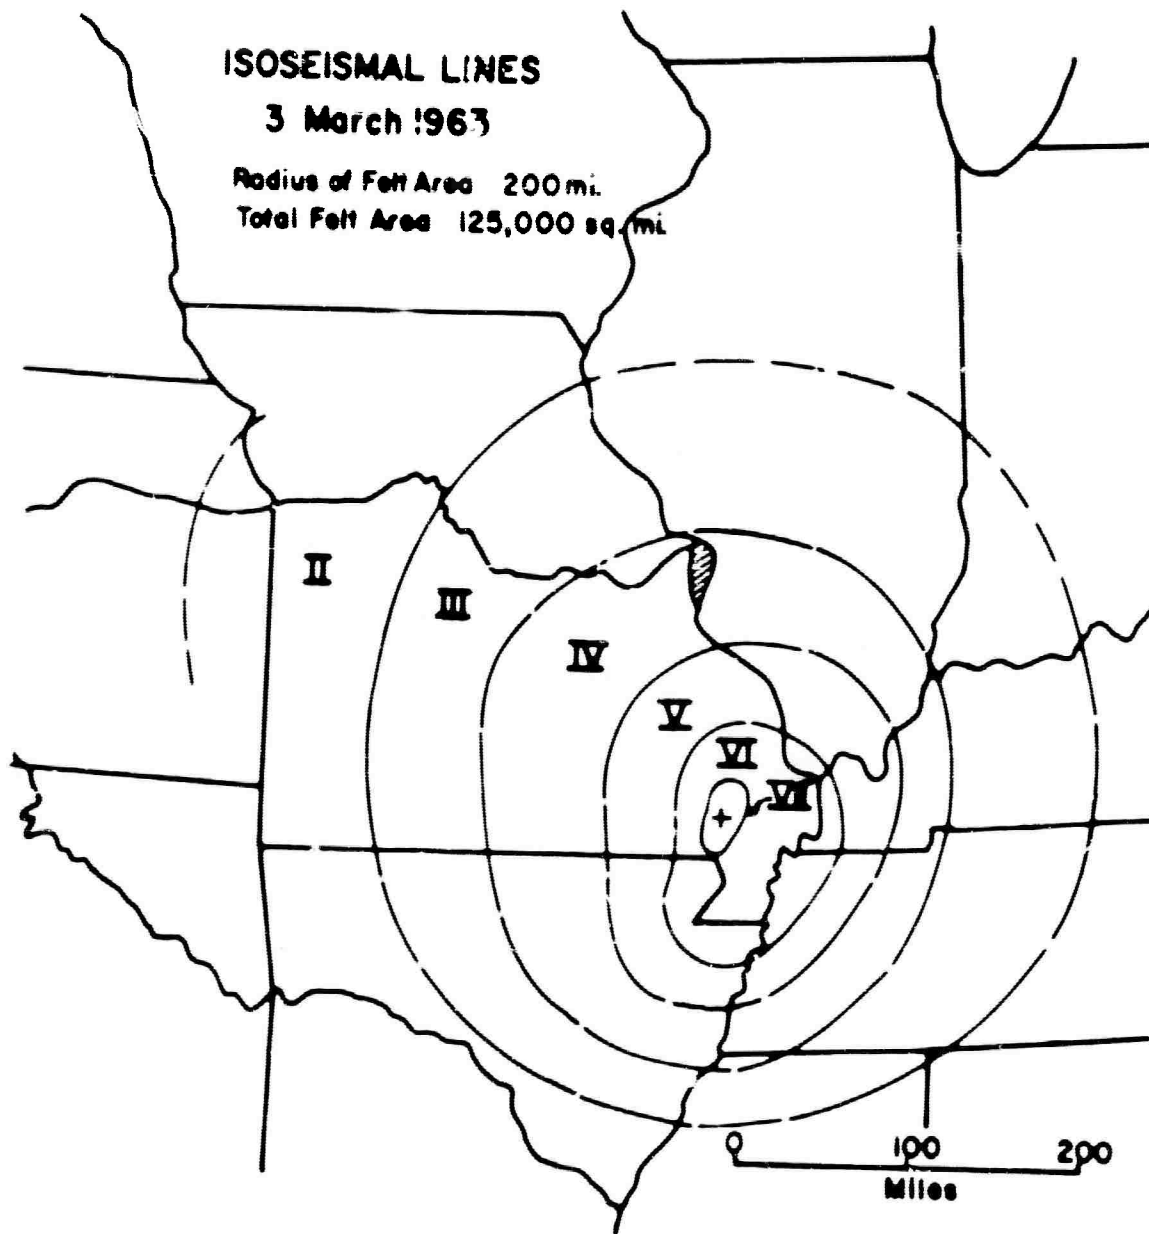 ISOSEISMAL LINES
3 March 1963
Radius of Felt Area 200 mi.
Total Felt Area 125,000 sq. mi.
II
III
IV
V
VI
VII
0 100 200
Miles